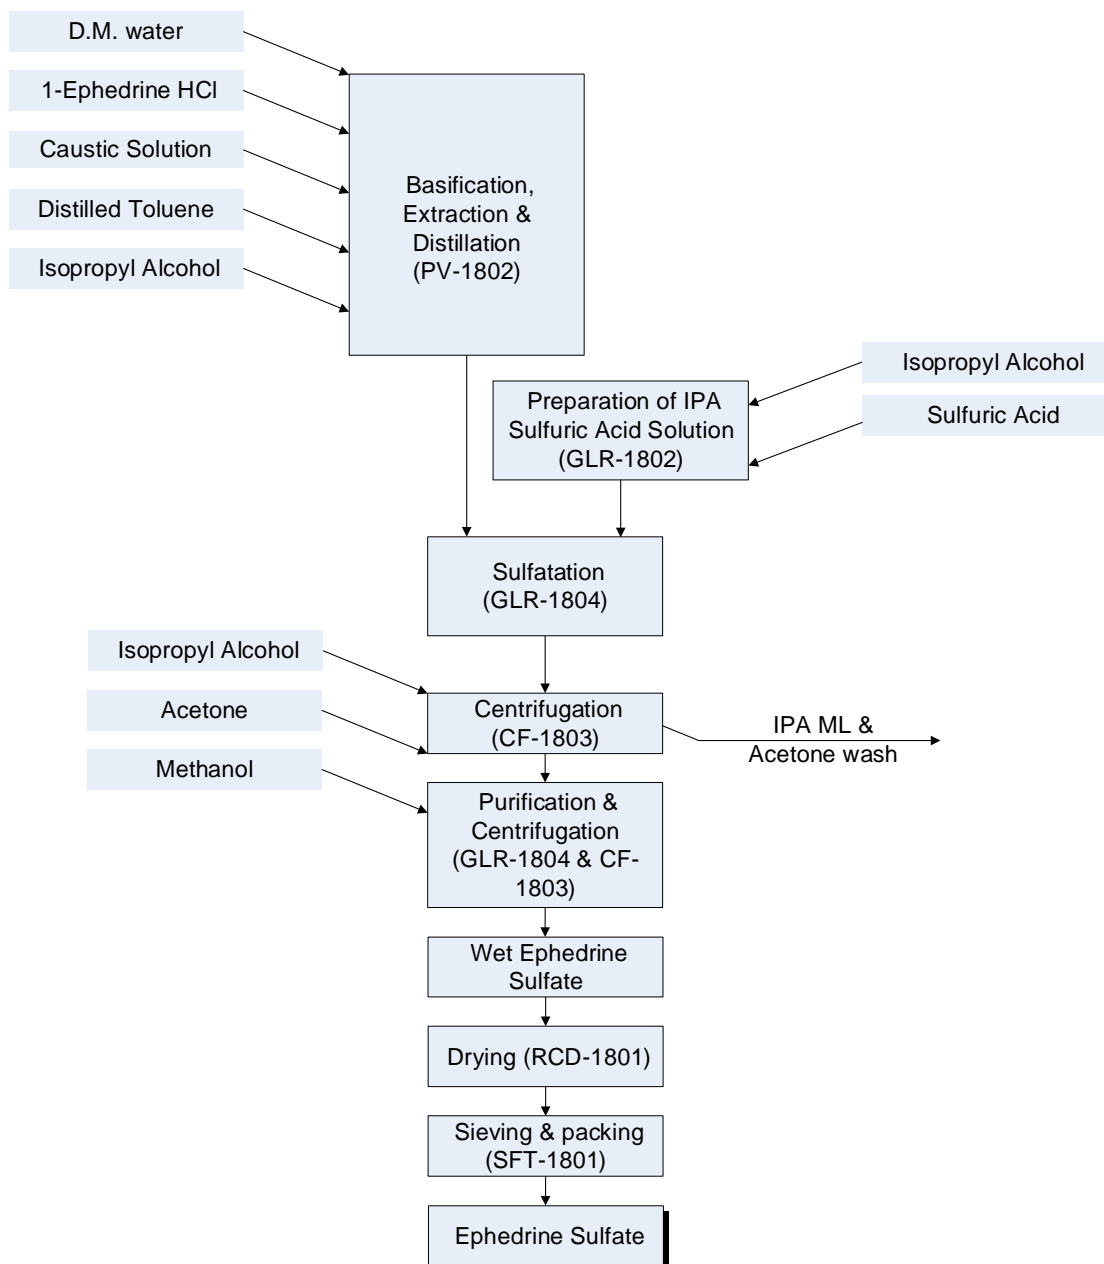 D.M. water
1-Ephedrine HCl
Caustic Solution
Distilled Toluene
Isopropyl Alcohol
Basification,
Extraction &
Distillation
(PV-1802)
Isopropyl Alcohol
Sulfuric Acid
Preparation of IPA
Sulfuric Acid Solution
(GLR-1802)
Sulfatation
(GLR-1804)
Isopropyl Alcohol
Acetone
Methanol
Centrifugation
(CF-1803)
IPA ML &
Acetone wash
Purification &
Centrifugation
(GLR-1804 & CF-
1803)
Wet Ephedrine
Sulfate
Drying (RCD-1801)
Sieving & packing
(SFT-1801)
Ephedrine Sulfate